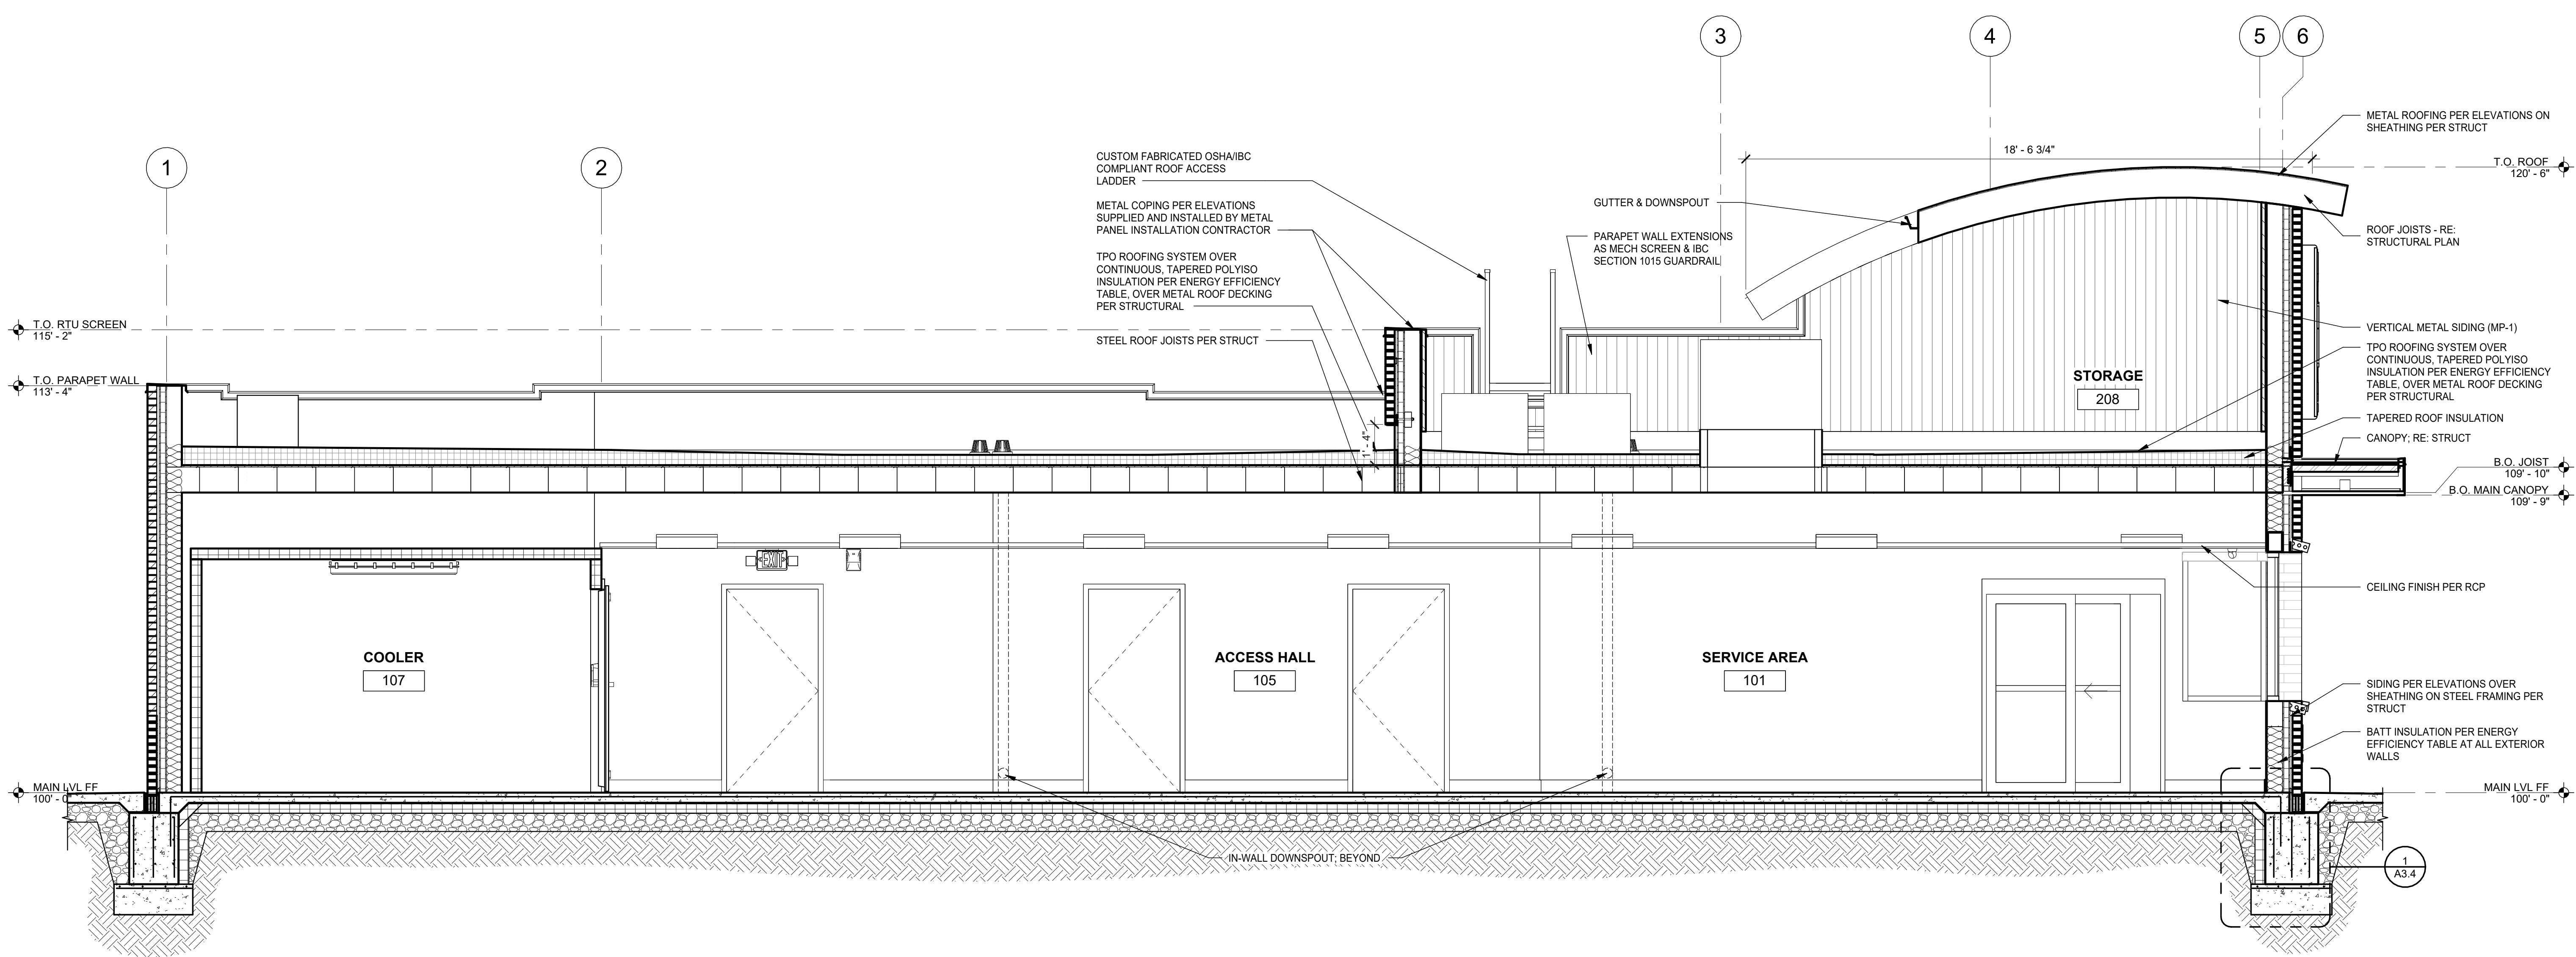 1
2
3
4
5
6
CUSTOM FABRICATED OSHA/IBC
COMPLIANT ROOF ACCESS
LADDER
METAL COPING PER ELEVATIONS
SUPPLIED AND INSTALLED BY METAL
PANEL INSTALLATION CONTRACTOR
TPO ROOFING SYSTEM OVER
CONTINUOUS, TAPERED POLYISO
INSULATION PER ENERGY EFFICIENCY
TABLE, OVER METAL ROOF DECKING
PER STRUCTURAL
STEEL ROOF JOISTS PER STRUCT
GUTTER & DOWNSPOUT
PARAPET WALL EXTENSIONS
AS MECH SCREEN & IBC
SECTION 1015 GUARDRAIL
18' - 6 3/4"
METAL ROOFING PER ELEVATIONS ON
SHEATHING PER STRUCT
T.O. ROOF
120' - 6"
ROOF JOISTS - RE:
STRUCTURAL PLAN
T.O. RTU SCREEN
115' - 2"
T.O. PARAPET WALL
113' - 4"
VERTICAL METAL SIDING (MP-1)
TPO ROOFING SYSTEM OVER
CONTINUOUS, TAPERED POLYISO
INSULATION PER ENERGY EFFICIENCY
TABLE, OVER METAL ROOF DECKING
PER STRUCTURAL
STORAGE
208
TAPERED ROOF INSULATION
CANOPY; RE: STRUCT
1' - 4"
B.O. JOIST
109' - 10"
B.O. MAIN CANOPY
109' - 9"
EXIT
CEILING FINISH PER RCP
COOLER
107
ACCESS HALL
105
SERVICE AREA
101
SIDING PER ELEVATIONS OVER
SHEATHING ON STEEL FRAMING PER
STRUCT
BATT INSULATION PER ENERGY
EFFICIENCY TABLE AT ALL EXTERIOR
WALLS
MAIN LVL FF
100' - 0"
MAIN LVL FF
100' - 0"
IN-WALL DOWNSPOUT; BEYOND
1
A3.4